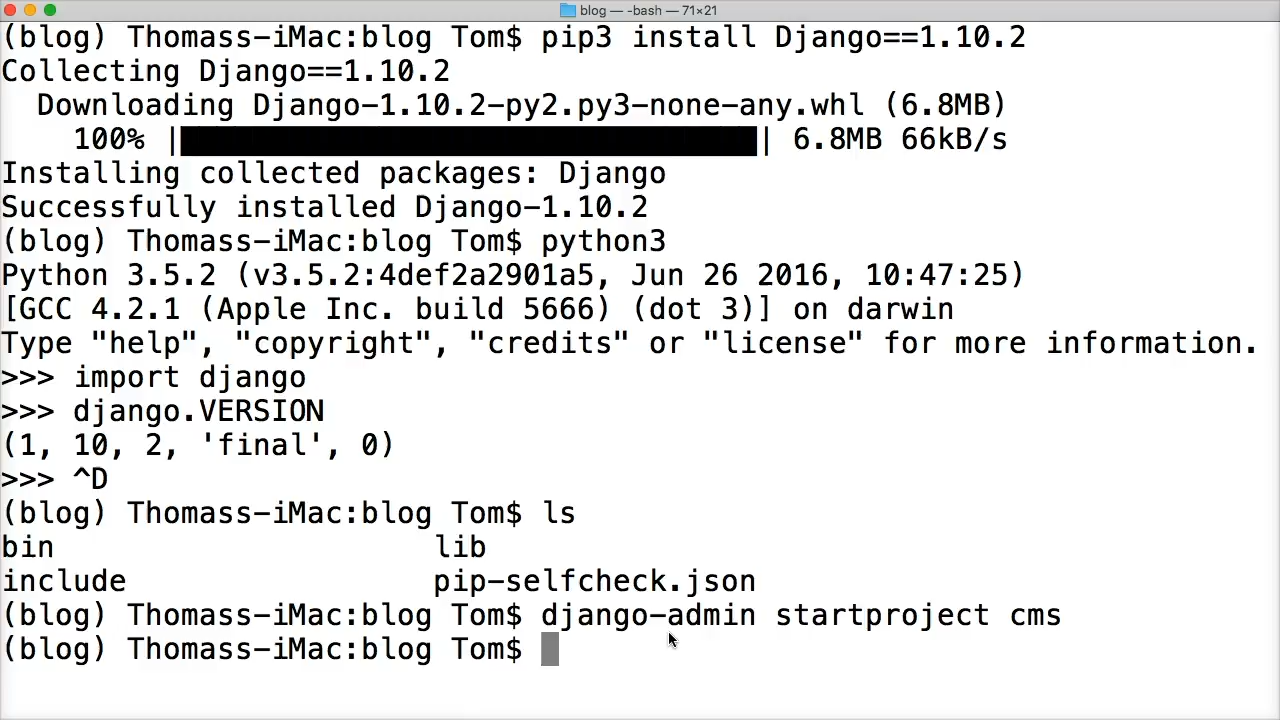 blog — -bash — 71×21
(blog) Thomass-iMac:blog Tom$ pip3 install Django==1.10.2
Collecting Django==1.10.2
  Downloading Django-1.10.2-py2.py3-none-any.whl (6.8MB)
    100% |████████████████████████████████| 6.8MB 66kB/s
Installing collected packages: Django
Successfully installed Django-1.10.2
(blog) Thomass-iMac:blog Tom$ python3
Python 3.5.2 (v3.5.2:4def2a2901a5, Jun 26 2016, 10:47:25)
[GCC 4.2.1 (Apple Inc. build 5666) (dot 3)] on darwin
Type "help", "copyright", "credits" or "license" for more information.
>>> import django
>>> django.VERSION
(1, 10, 2, 'final', 0)
>>> ^D
(blog) Thomass-iMac:blog Tom$ ls
bin                     lib
include                 pip-selfcheck.json
(blog) Thomass-iMac:blog Tom$ django-admin startproject cms
(blog) Thomass-iMac:blog Tom$